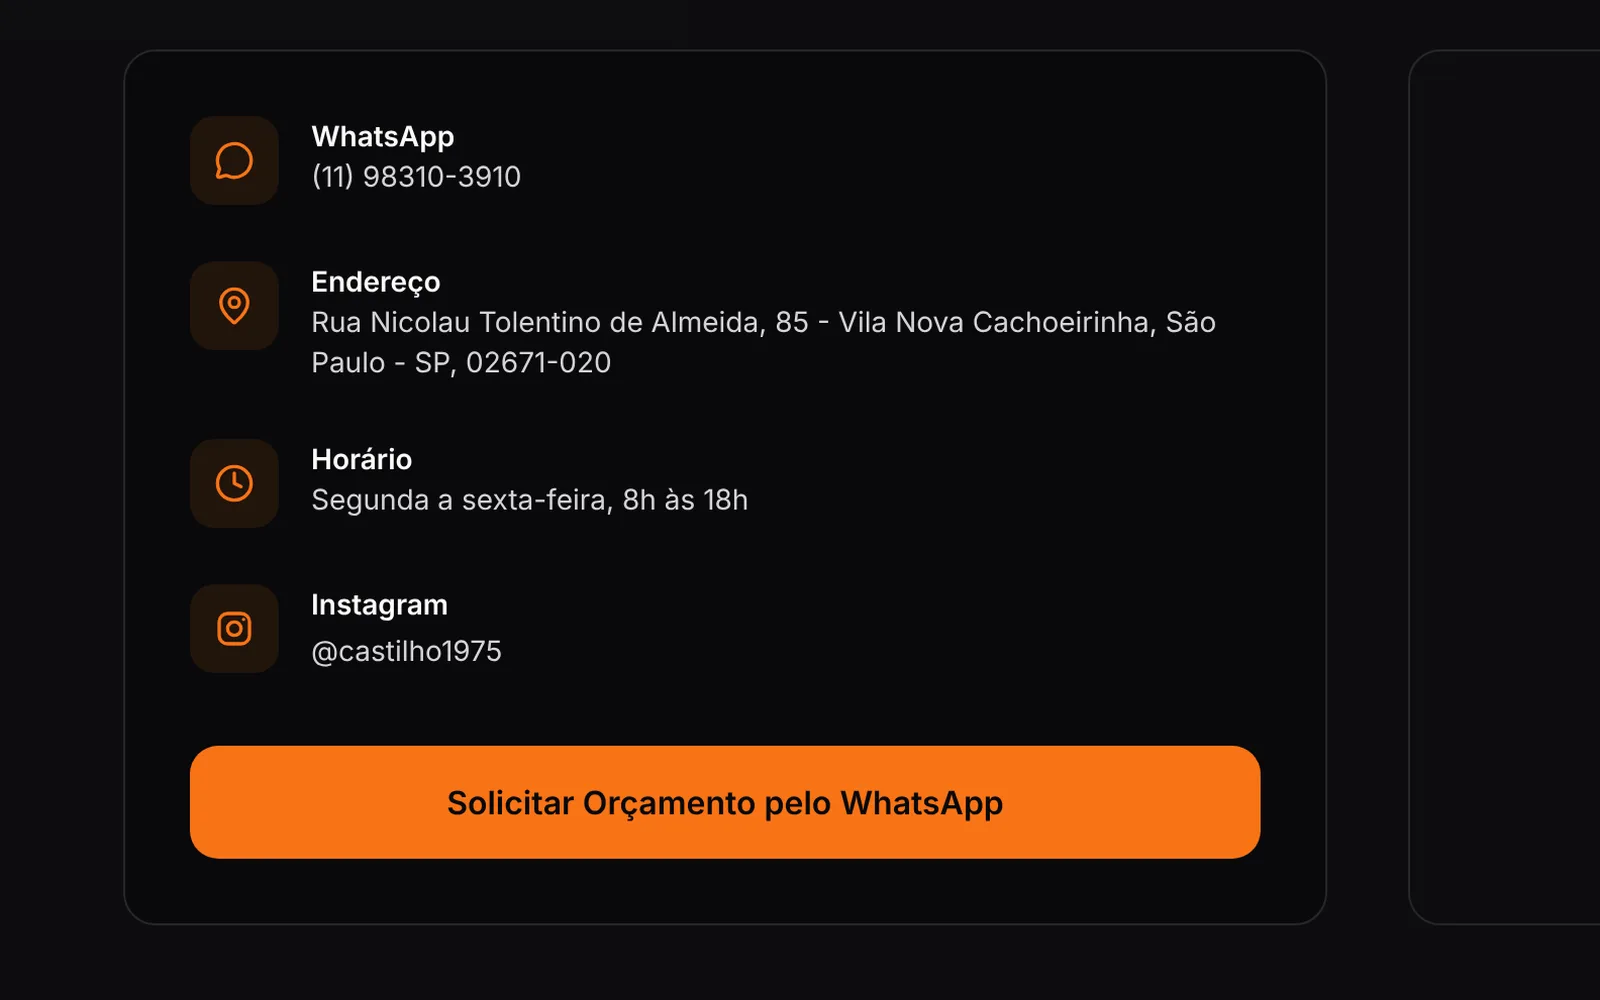 WhatsApp
(11) 98310-3910
Endereço
Rua Nicolau Tolentino de Almeida, 85 - Vila Nova Cachoeirinha, São
Paulo - SP, 02671-020
Horário
Segunda a sexta-feira, 8h às 18h
Instagram
@castilho1975
Solicitar Orçamento pelo WhatsApp